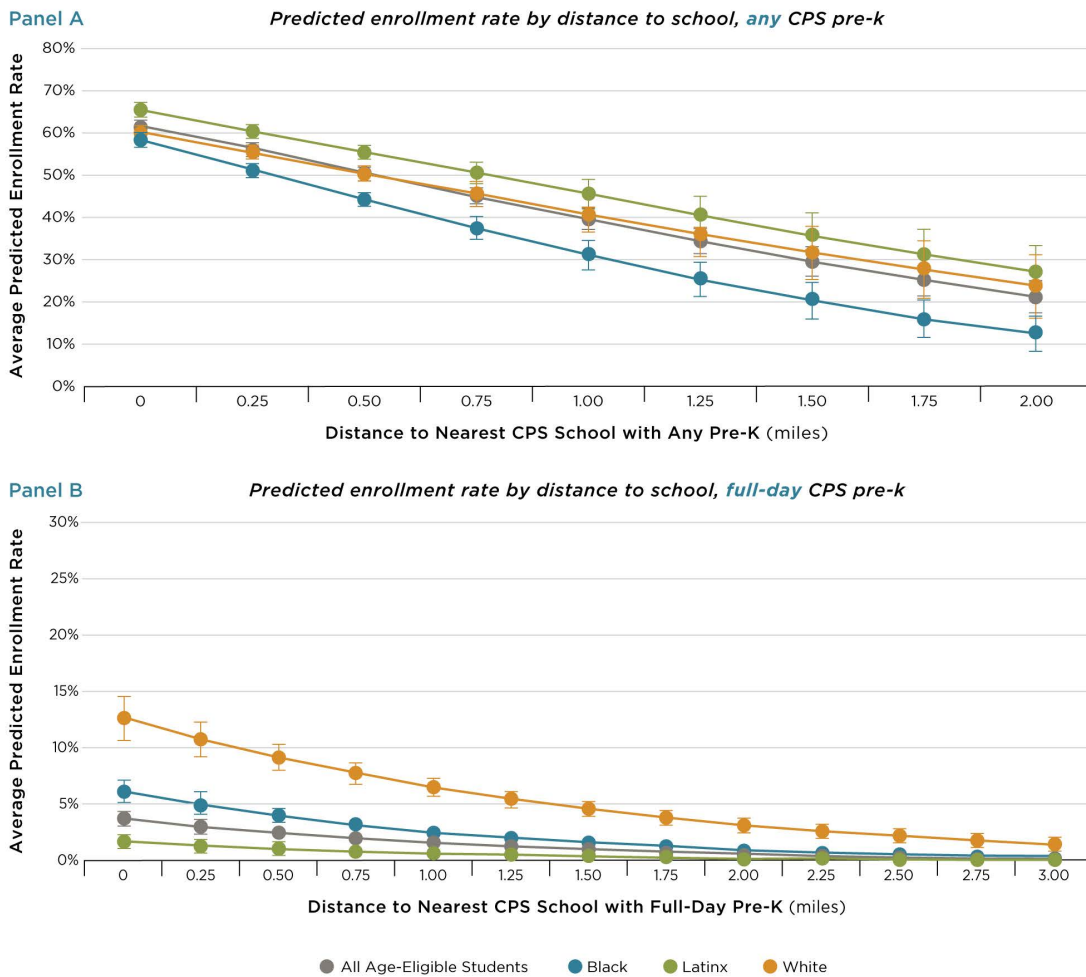 Panel A
Predicted enrollment rate by distance to school, any CPS pre-k
Average Predicted Enrollment Rate
80%
70%
60%
50%
40%
30%
20%
10%
0%
0 0.25 0.50 0.75 1.00 1.25 1.50 1.75 2.00
Distance to Nearest CPS School with Any Pre-K (miles)
Panel B
Predicted enrollment rate by distance to school, full-day CPS pre-k
Average Predicted Enrollment Rate
30%
25%
20%
15%
10%
5%
0%
0 0.25 0.50 0.75 1.00 1.25 1.50 1.75 2.00 2.25 2.50 2.75 3.00
Distance to Nearest CPS School with Full-Day Pre-K (miles)
All Age-Eligible Students Black Latinx White